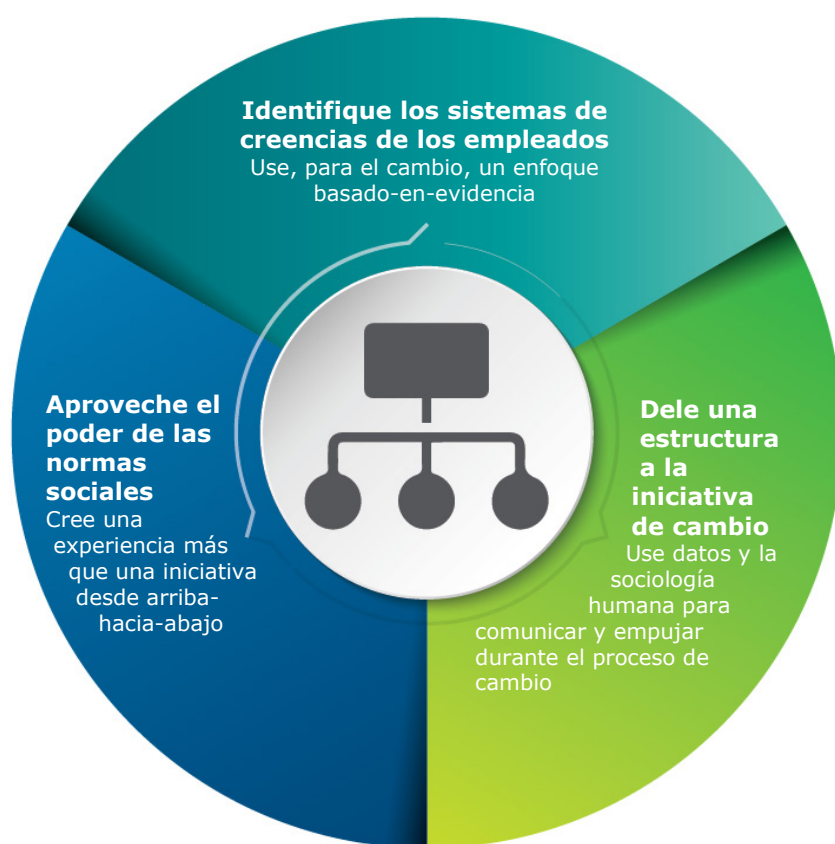 Identifique los sistemas de
creencias de los empleados
Use, para el cambio, un enfoque
basado-en-evidencia
Aproveche el
poder de las
normas
sociales
Cree una
experiencia más
que una iniciativa
desde arriba-
hacia-abajo
Dele una
estructura
a la
iniciativa
de cambio
Use datos y la
sociología
humana para
comunicar y empujar
durante el proceso de
cambio